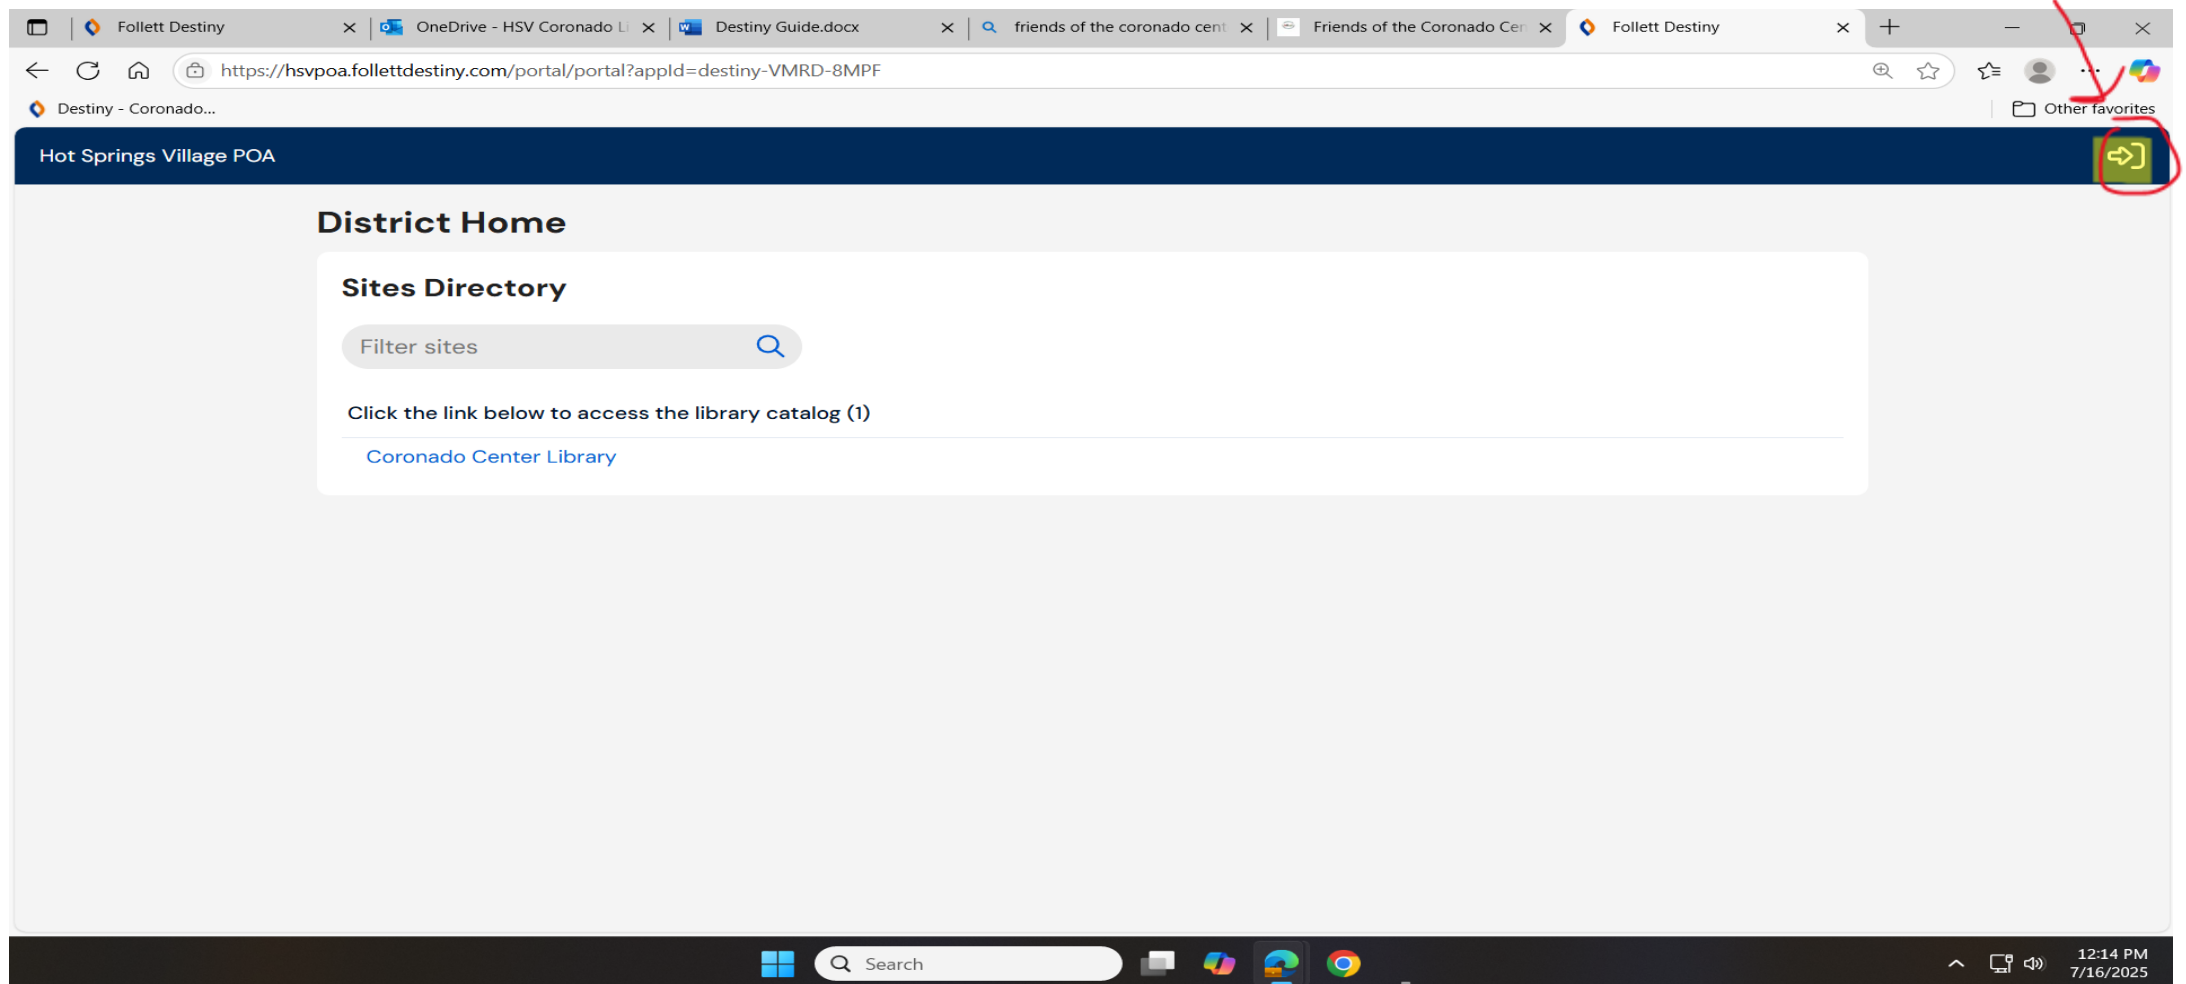 Follett Destiny
OneDrive - HSV Coronado Li
Destiny Guide.docx
friends of the coronado cent
Friends of the Coronado Cen
Follett Destiny
https://hsvpoa.follettdestiny.com/portal/portal?appId=destiny-VMRD-8MPF
Destiny - Coronado...
Other favorites
Hot Springs Village POA
District Home
Sites Directory
Filter sites
Click the link below to access the library catalog (1)
Coronado Center Library
Search
12:14 PM
7/16/2025